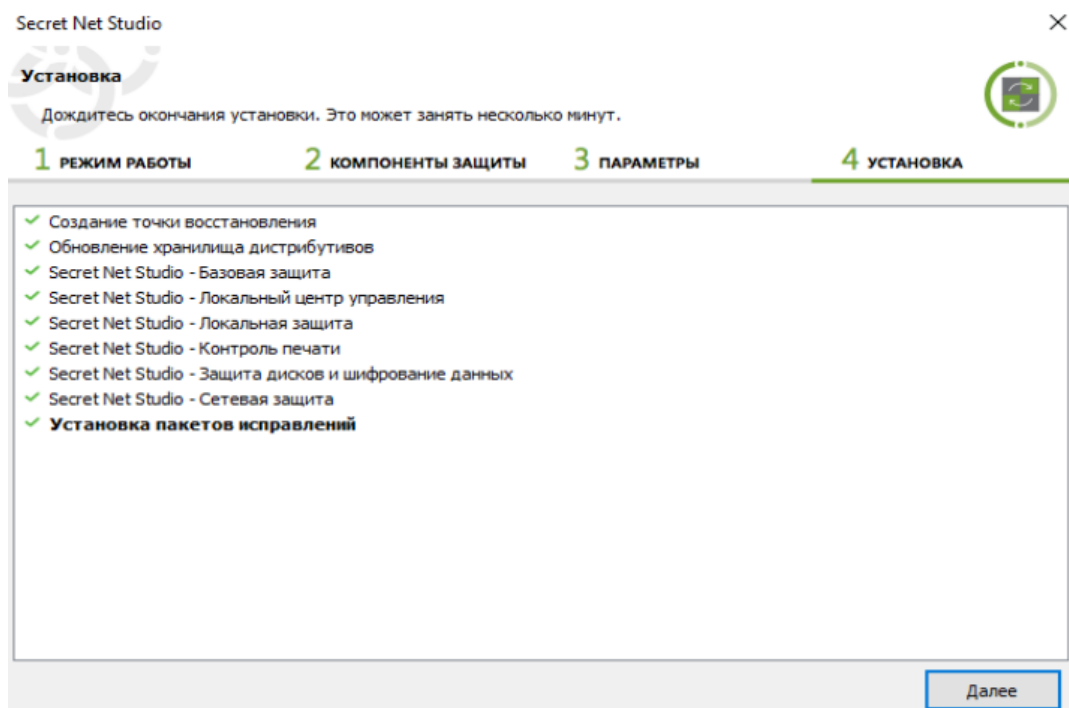 Secret Net Studio
Установка
Дождитесь окончания установки. Это может занять несколько минут.
1 РЕЖИМ РАБОТЫ 2 КОМПОНЕНТЫ ЗАЩИТЫ 3 ПАРАМЕТРЫ 4 УСТАНОВКА
Создание точки восстановления
Обновление хранилища дистрибутивов
Secret Net Studio - Базовая защита
Secret Net Studio - Локальный центр управления
Secret Net Studio - Локальная защита
Secret Net Studio - Контроль печати
Secret Net Studio - Защита дисков и шифрование данных
Secret Net Studio - Сетевая защита
Установка пакетов исправлений
Далее